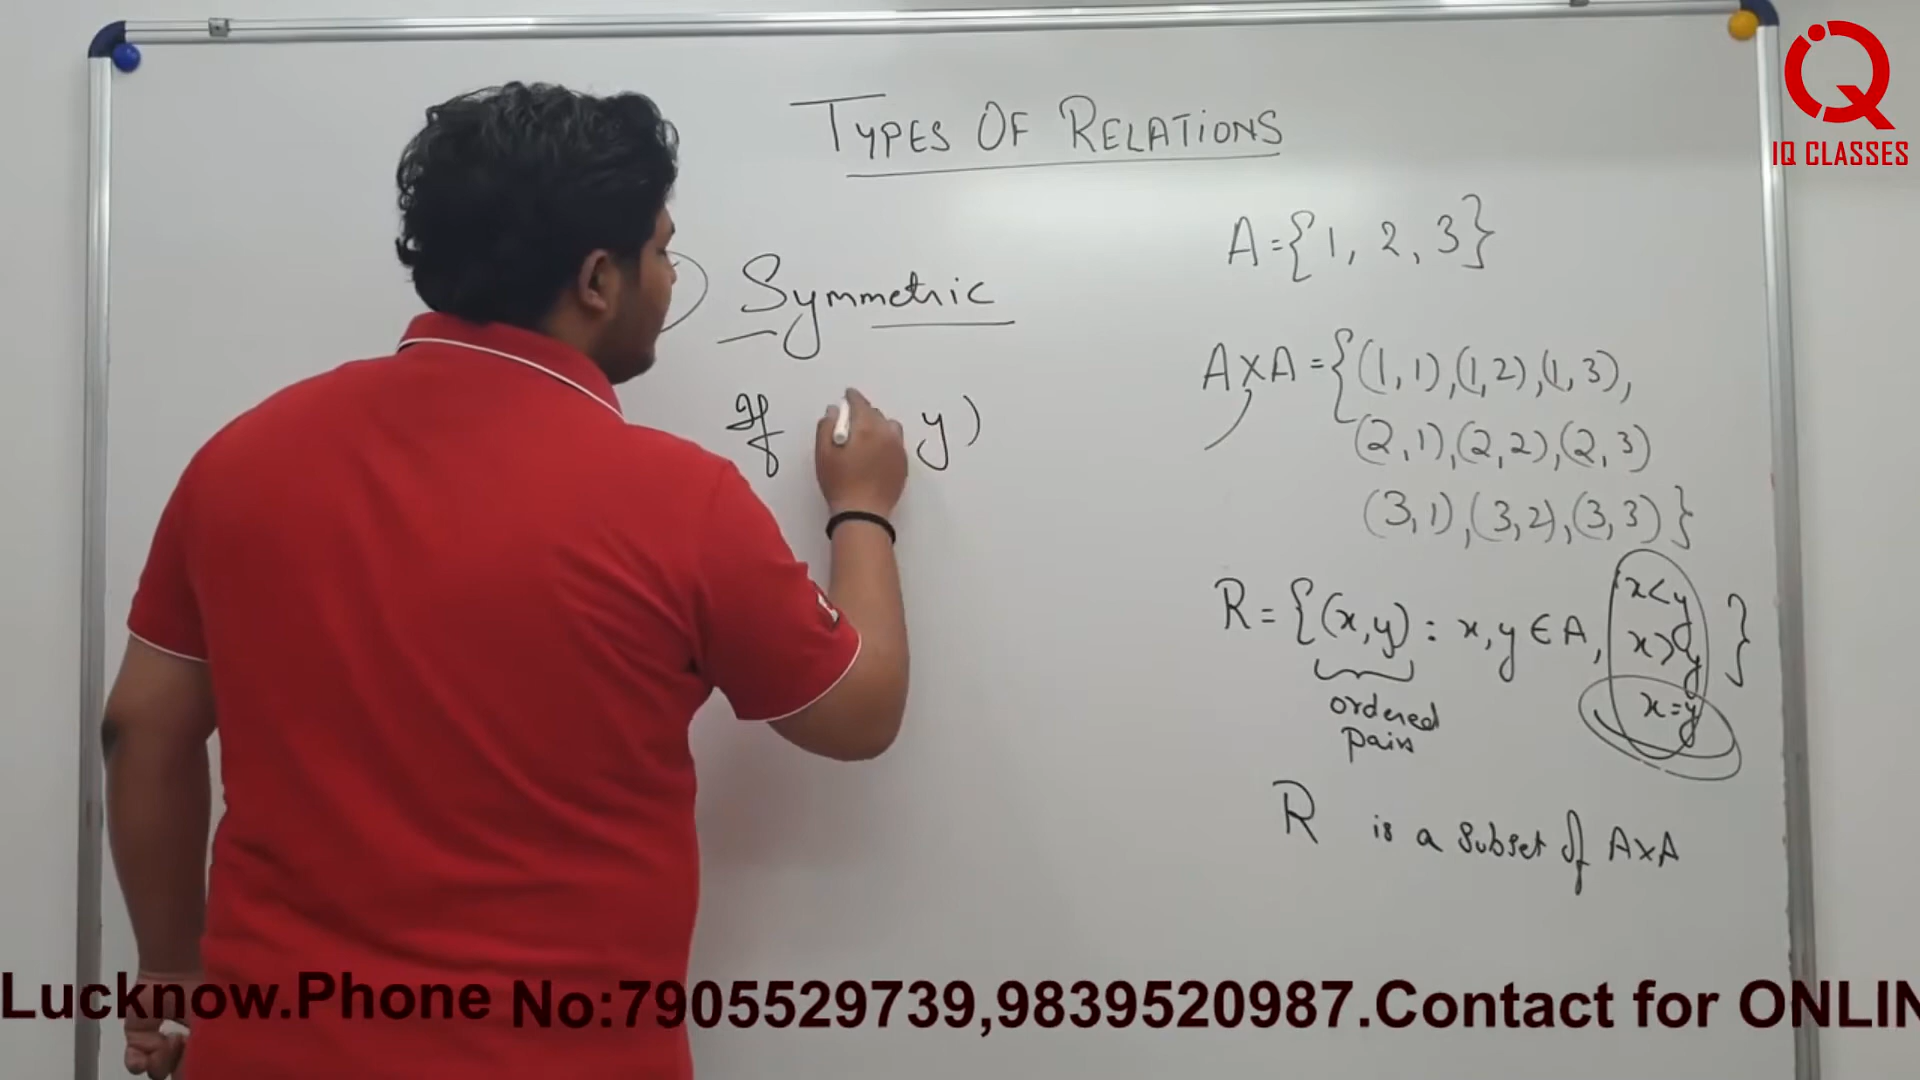 TYPES OF RELATIONS
IQ CLASSES
Symmetric
If y)
A={1, 2, 3}
A×A={(1,1),(1,2),(1,3),
(2,1),(2,2),(2,3)
(3,1),(3,2),(3,3)}
R={(x,y): x,y∈A, x<y x>y x=y}
ordered
pairs
R is a subset of A×A
Lucknow.Phone No:7905529739,9839520987.Contact for ONLIN